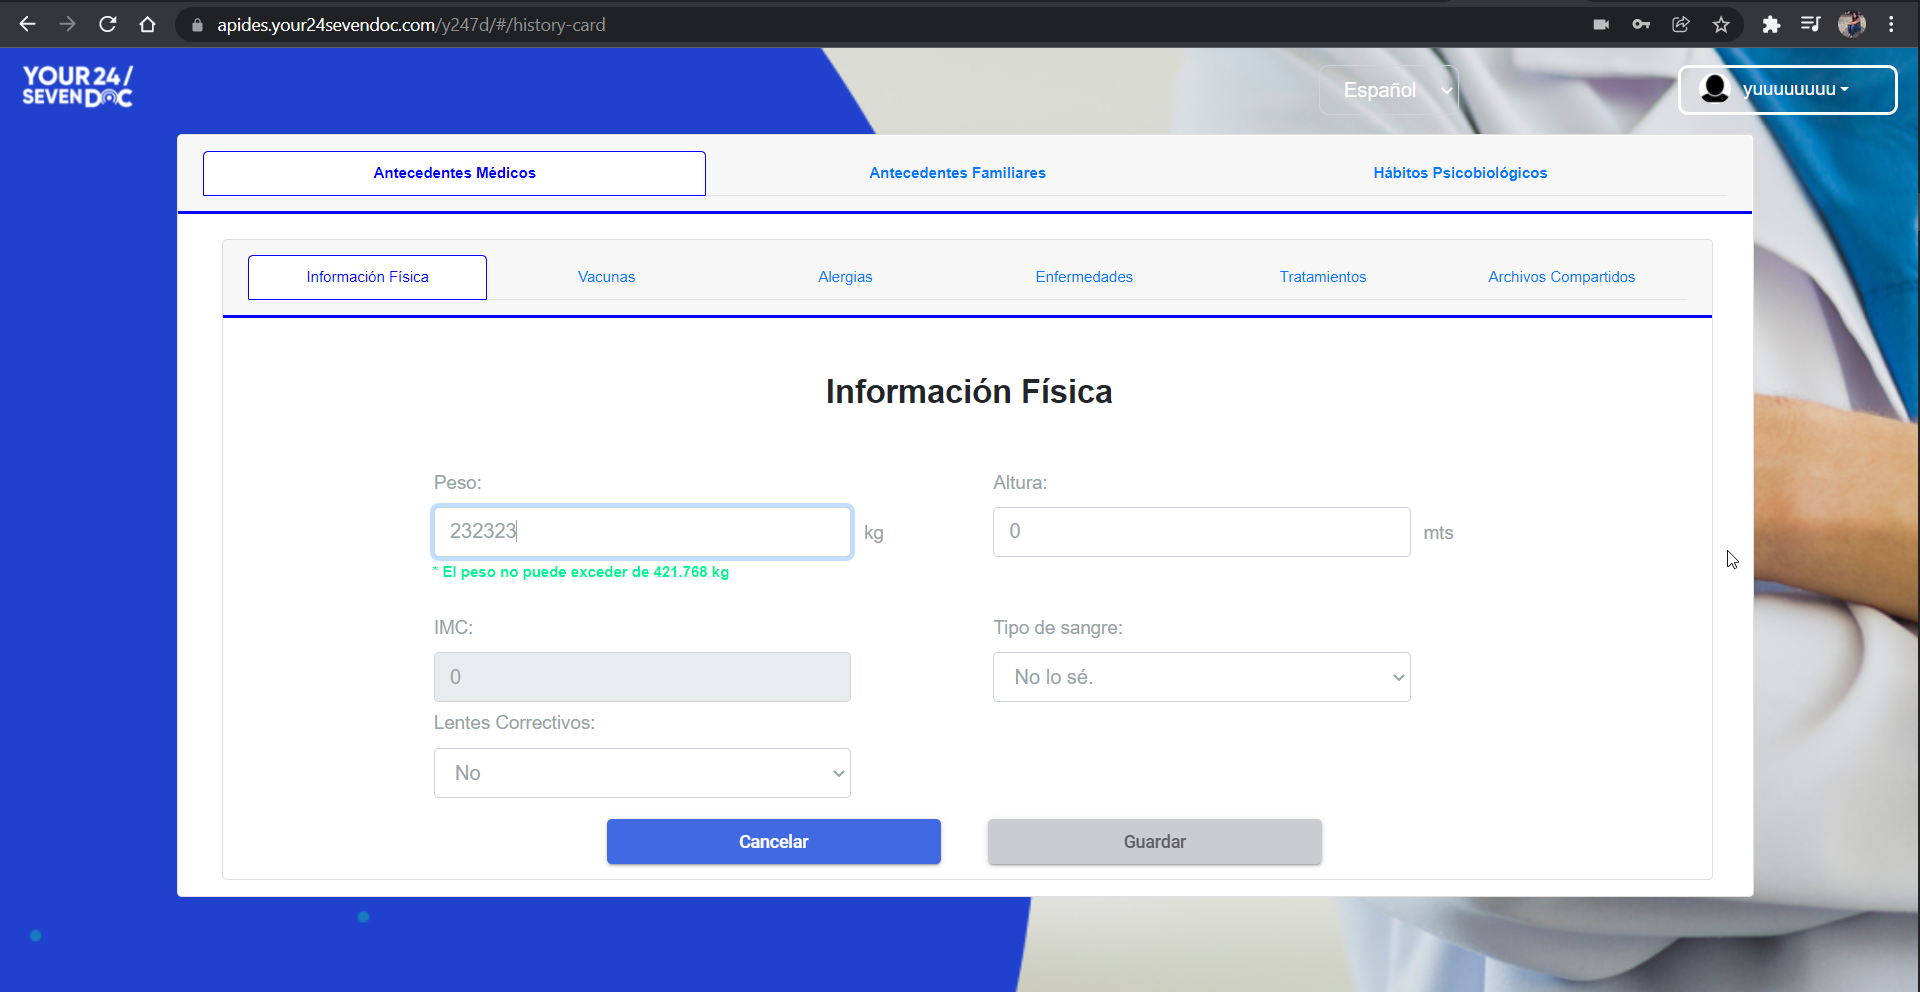 apides.your24sevendoc.com/y247d/#/history-card
YOUR 24/
SEVEN DOC
Español
yuuuuuuuu
Antecedentes Médicos
Antecedentes Familiares
Hábitos Psicobiológicos
Información Física
Vacunas
Alergias
Enfermedades
Tratamientos
Archivos Compartidos
Información Física
Peso:
Altura:
232323
kg
0
mts
* El peso no puede exceder de 421.768 kg
IMC:
Tipo de sangre:
0
No lo sé.
Lentes Correctivos:
No
Cancelar
Guardar